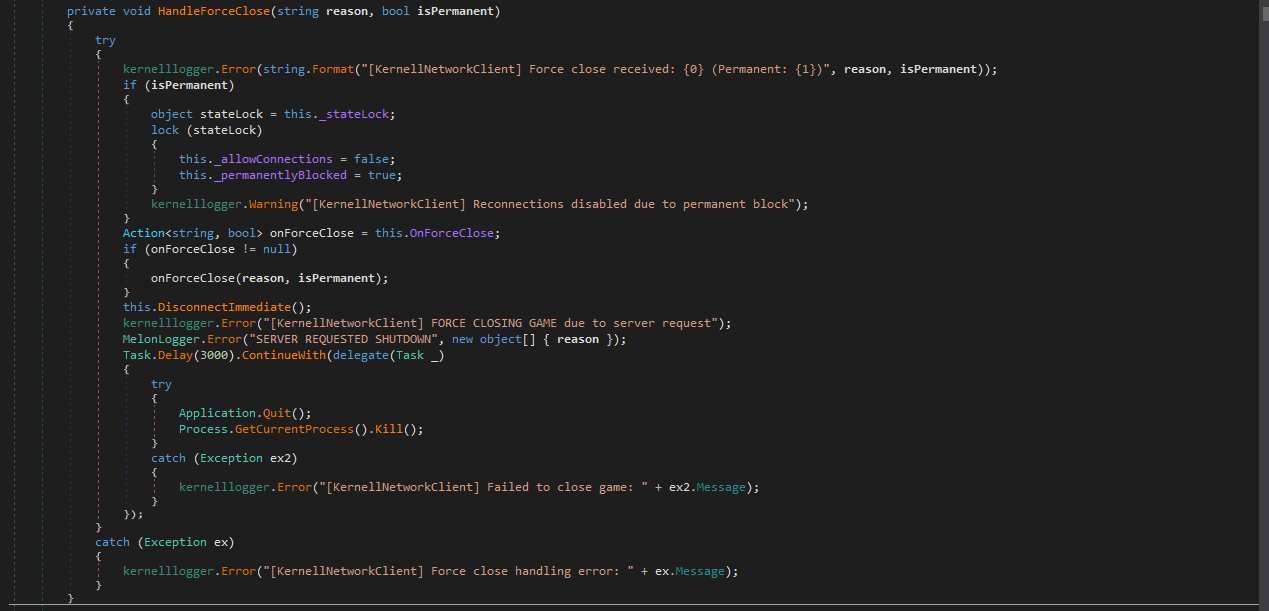 private void HandleForceClose(string reason, bool isPermanent)
{
try
{
kernelllogger.Error(string.Format("[KernellNetworkClient] Force close received: {0} (Permanent: {1})", reason, isPermanent));
if (isPermanent)
{
object stateLock = this._stateLock;
lock (stateLock)
{
this._allowConnections = false;
this._permanentlyBlocked = true;
}
kernelllogger.Warning("[KernellNetworkClient] Reconnections disabled due to permanent block");
}
Action<string, bool> onForceClose = this.OnForceClose;
if (onForceClose != null)
{
onForceClose(reason, isPermanent);
}
this.DisconnectImmediate();
kernelllogger.Error("[KernellNetworkClient] FORCE CLOSING GAME due to server request");
MelonLogger.Error("SERVER REQUESTED SHUTDOWN", new object[] { reason });
Task.Delay(3000).ContinueWith(delegate(Task _)
{
try
{
Application.Quit();
Process.GetCurrentProcess().Kill();
}
catch (Exception ex2)
{
kernelllogger.Error("[KernellNetworkClient] Failed to close game: " + ex2.Message);
}
});
}
catch (Exception ex)
{
kernelllogger.Error("[KernellNetworkClient] Force close handling error: " + ex.Message);
}
}